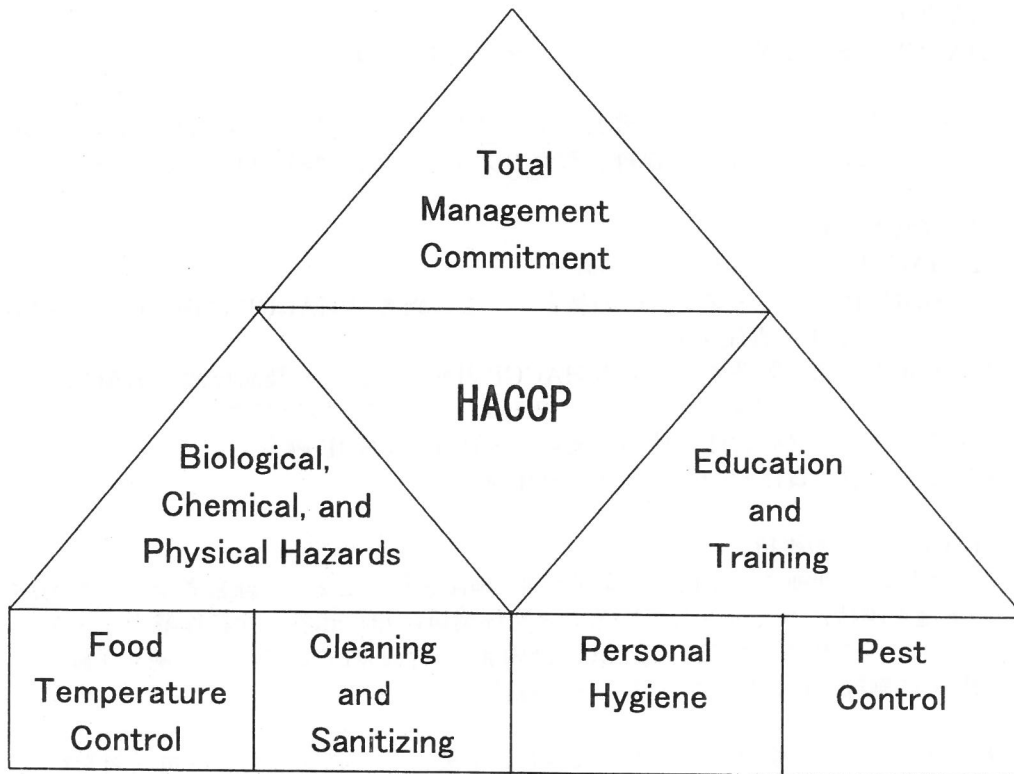 Total
Management
Commitment
HACCP
Biological,
Chemical, and
Physical Hazards
Education
and
Training
Food
Temperature
Control
Cleaning
and
Sanitizing
Personal
Hygiene
Pest
Control